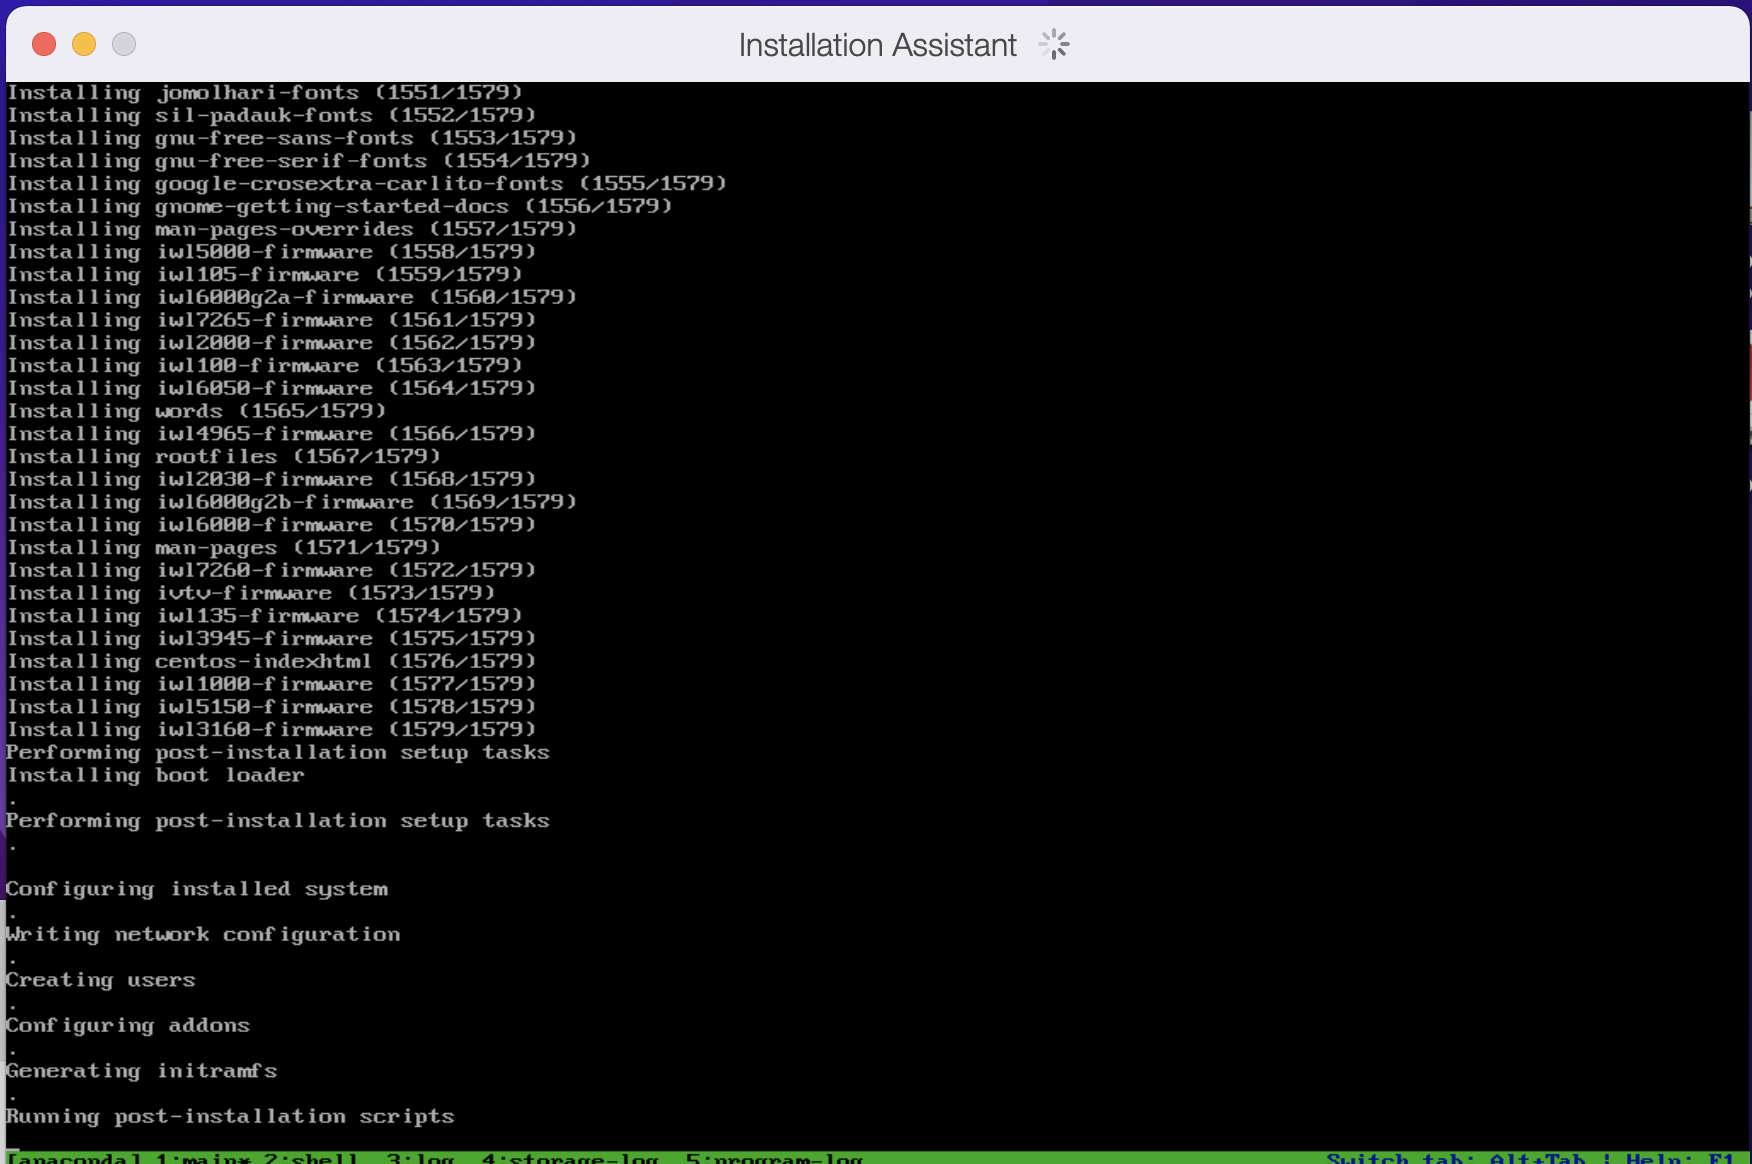 Installation Assistant
Installing jomolhari-fonts (1551/1579)
Installing sil-padauk-fonts (1552/1579)
Installing gnu-free-sans-fonts (1553/1579)
Installing gnu-free-serif-fonts (1554/1579)
Installing google-crosextra-carlito-fonts (1555/1579)
Installing gnome-getting-started-docs (1556/1579)
Installing man-pages-overrides (1557/1579)
Installing iwl5000-firmware (1558/1579)
Installing iwl105-firmware (1559/1579)
Installing iwl6000g2a-firmware (1560/1579)
Installing iwl7265-firmware (1561/1579)
Installing iwl2000-firmware (1562/1579)
Installing iwl100-firmware (1563/1579)
Installing iwl6050-firmware (1564/1579)
Installing words (1565/1579)
Installing iwl4965-firmware (1566/1579)
Installing rootfiles (1567/1579)
Installing iwl2030-firmware (1568/1579)
Installing iwl6000g2b-firmware (1569/1579)
Installing iwl6000-firmware (1570/1579)
Installing man-pages (1571/1579)
Installing iwl7260-firmware (1572/1579)
Installing ivtv-firmware (1573/1579)
Installing iwl135-firmware (1574/1579)
Installing iwl3945-firmware (1575/1579)
Installing centos-indexhtml (1576/1579)
Installing iwl1000-firmware (1577/1579)
Installing iwl5150-firmware (1578/1579)
Installing iwl3160-firmware (1579/1579)
Performing post-installation setup tasks
Installing boot loader
.
Performing post-installation setup tasks
.
Configuring installed system
.
Writing network configuration
.
Creating users
.
Configuring addons
.
Generating initramfs
.
Running post-installation scripts
[anaconda] 1:main* 2:shell  3:log  4:storage-log  5:program-log Switch tab: Alt+Tab | Help: F1